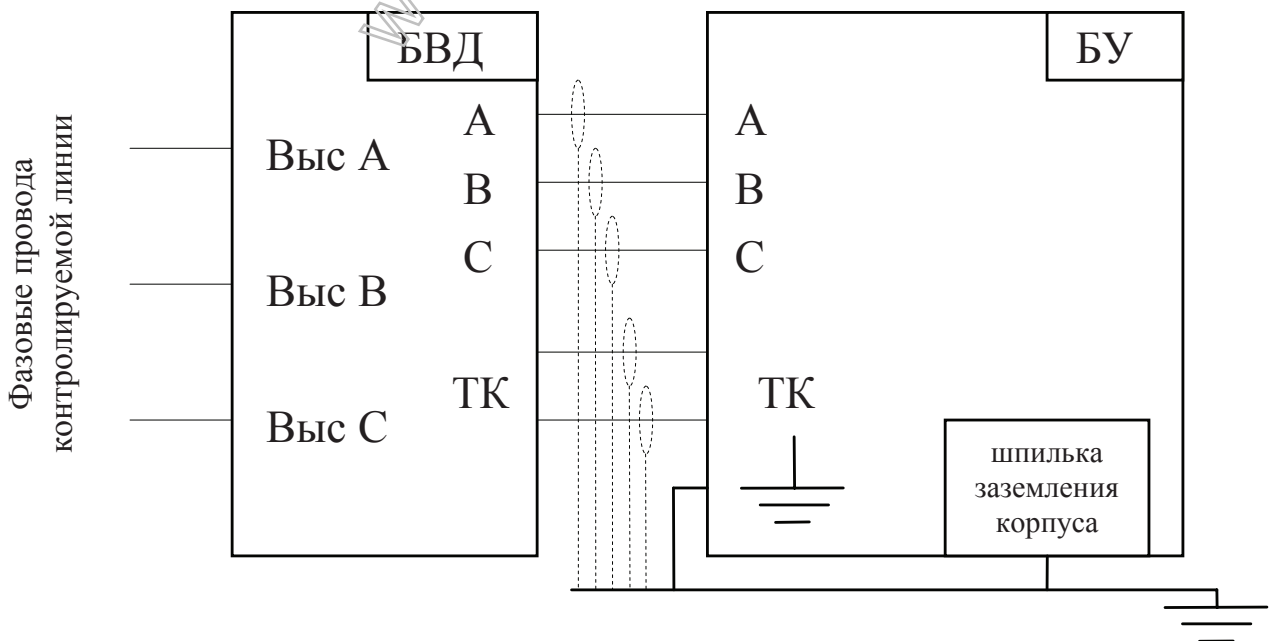 БВД
БУ
Фазовые провода
контролируемой линии
Выс А
Выс В
Выс С
А
В
С
ТК
А
В
С
ТК
шпилька
заземления
корпуса